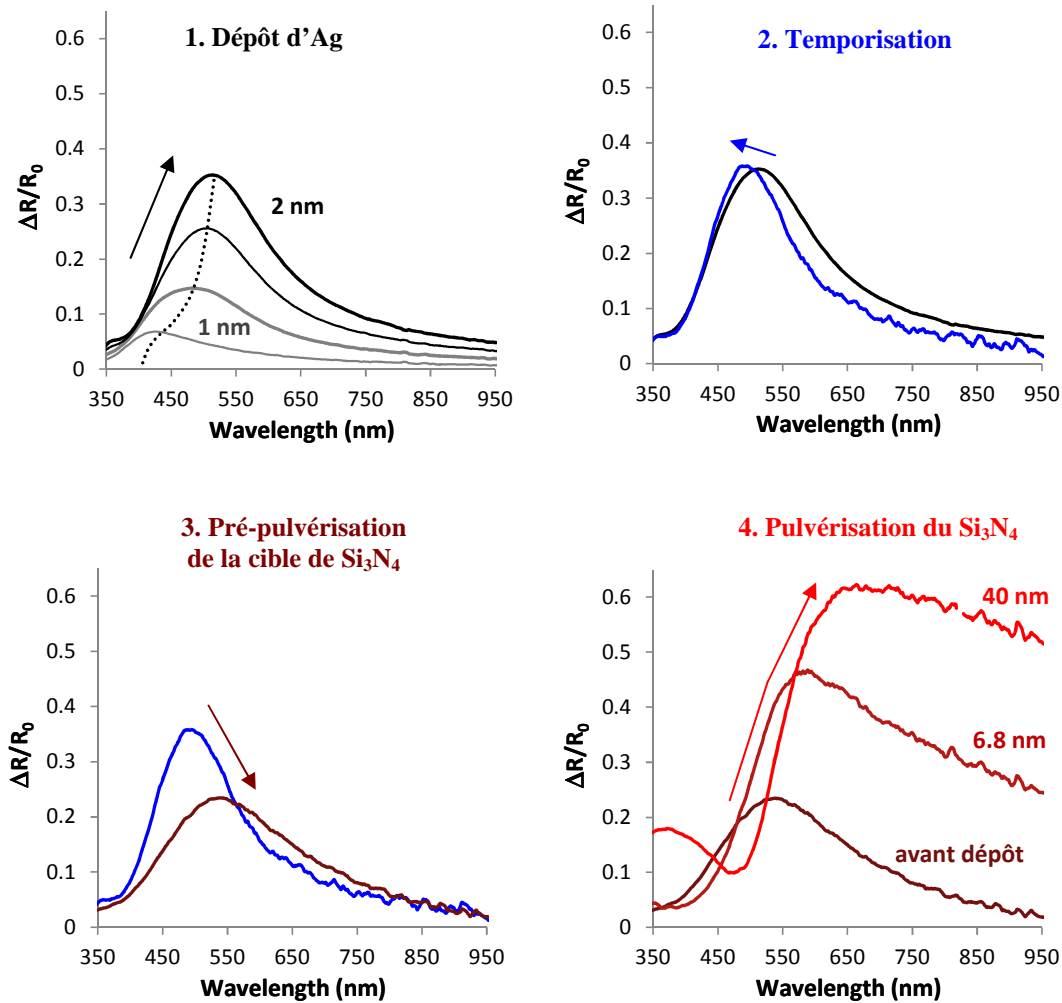 1. Dépôt d'Ag
0.6
0.5
0.4
0.3
0.2
0.1
0
ΔR/R₀
2 nm
1 nm
350 450 550 650 750 850 950
Wavelength (nm)
2. Temporisation
0.6
0.5
0.4
0.3
0.2
0.1
0
ΔR/R₀
350 450 550 650 750 850 950
Wavelength (nm)
3. Pré-pulvérisation
de la cible de Si₃N₄
0.6
0.5
0.4
0.3
0.2
0.1
0
ΔR/R₀
350 450 550 650 750 850 950
Wavelength (nm)
4. Pulvérisation du Si₃N₄
0.6
0.5
0.4
0.3
0.2
0.1
0
ΔR/R₀
40 nm
6.8 nm
avant dépôt
350 450 550 650 750 850 950
Wavelength (nm)